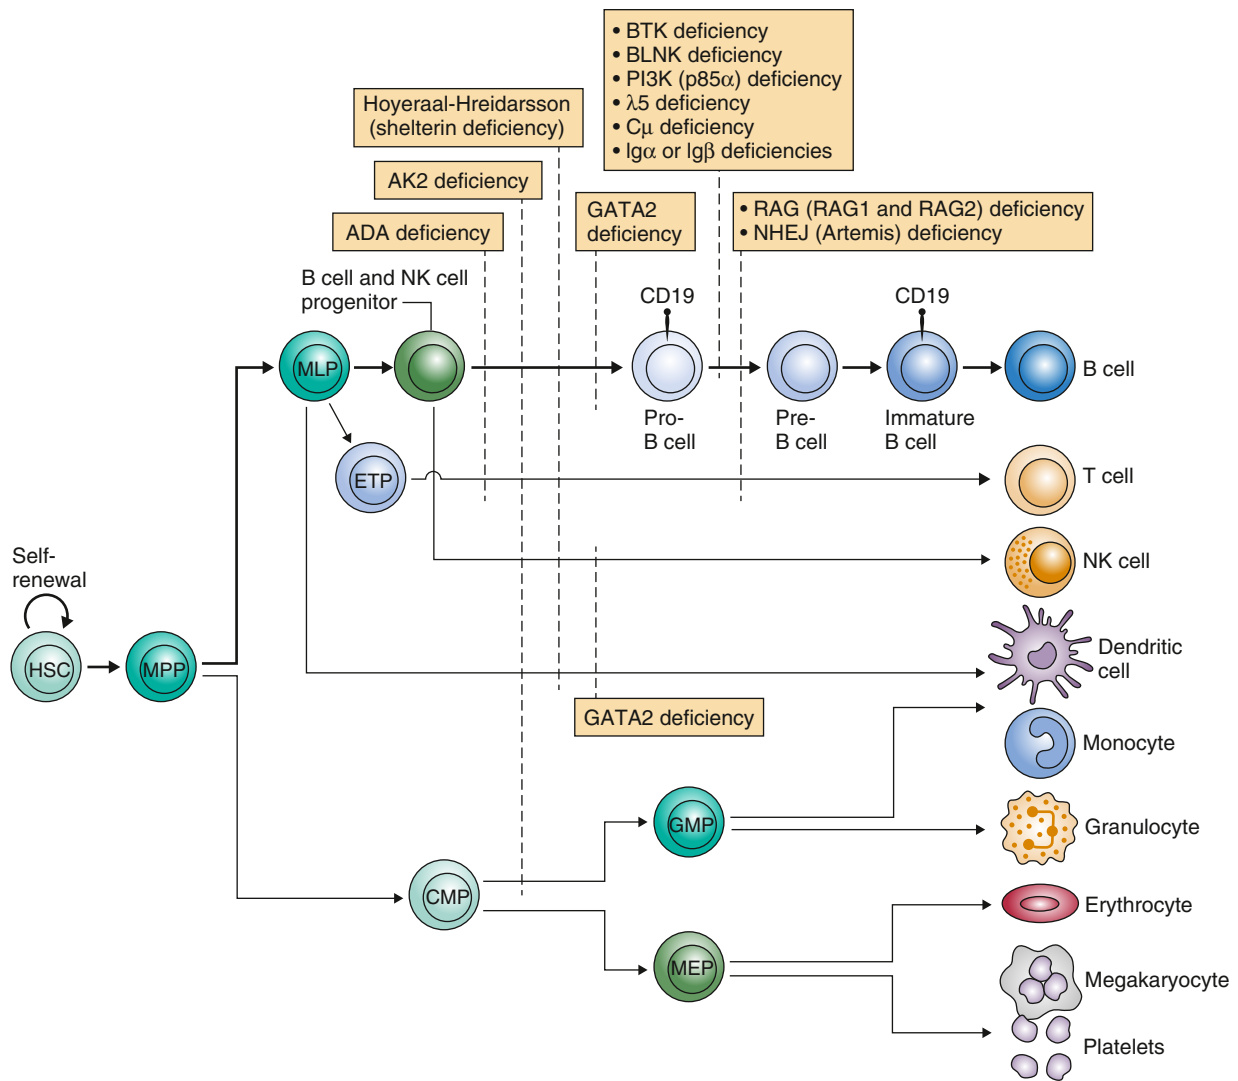 • BTK deficiency
• BLNK deficiency
• PI3K (p85α) deficiency
• λ5 deficiency
• Cμ deficiency
• Igα or Igβ deficiencies
Hoyeraal-Hreidarsson
(shelterin deficiency)
AK2 deficiency
ADA deficiency
GATA2
deficiency
• RAG (RAG1 and RAG2) deficiency
• NHEJ (Artemis) deficiency
B cell and NK cell
progenitor
CD19
CD19
MLP
B cell
Pro-
B cell
Pre-
B cell
Immature
B cell
ETP
T cell
Self-
renewal
NK cell
HSC
MPP
Dendritic
cell
GATA2 deficiency
Monocyte
GMP
Granulocyte
CMP
Erythrocyte
MEP
Megakaryocyte
Platelets